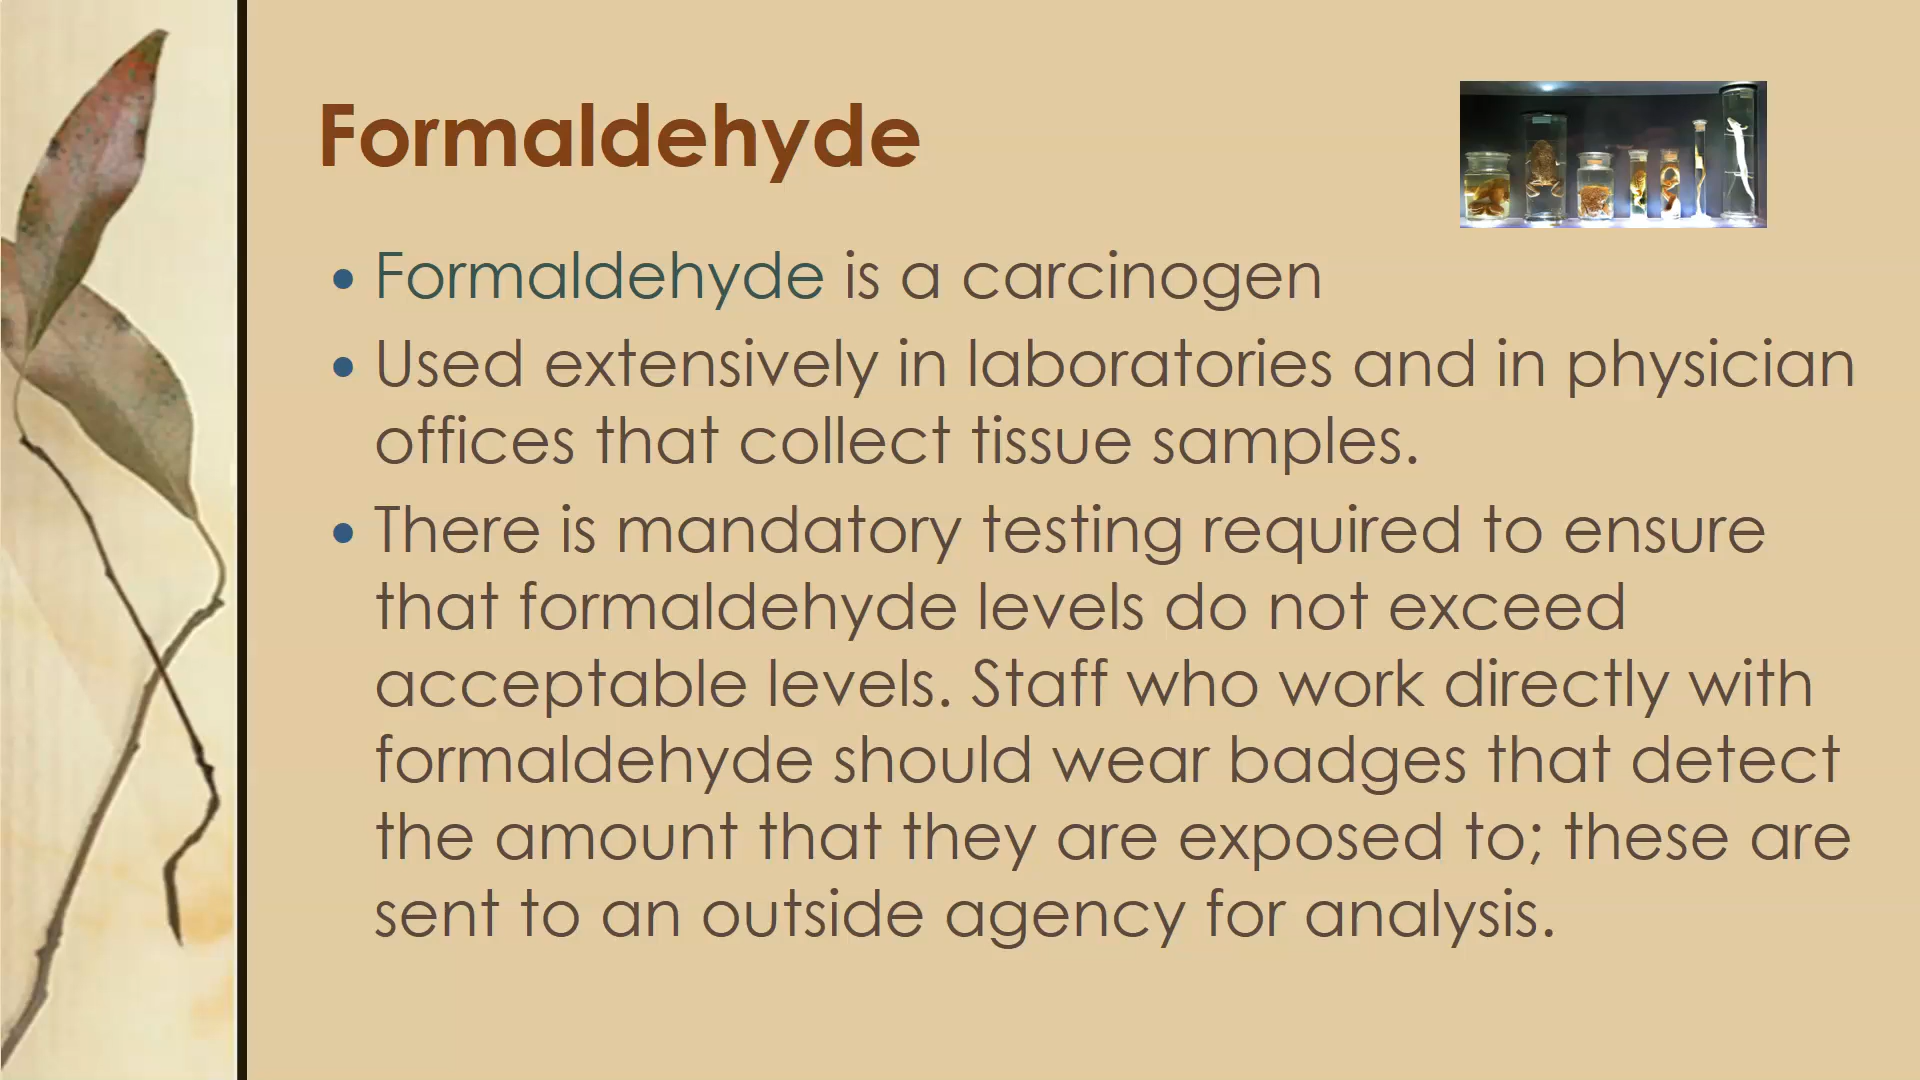 Formaldehyde
• Formaldehyde is a carcinogen
• Used extensively in laboratories and in physician
offices that collect tissue samples.
• There is mandatory testing required to ensure
that formaldehyde levels do not exceed
acceptable levels. Staff who work directly with
formaldehyde should wear badges that detect
the amount that they are exposed to; these are
sent to an outside agency for analysis.